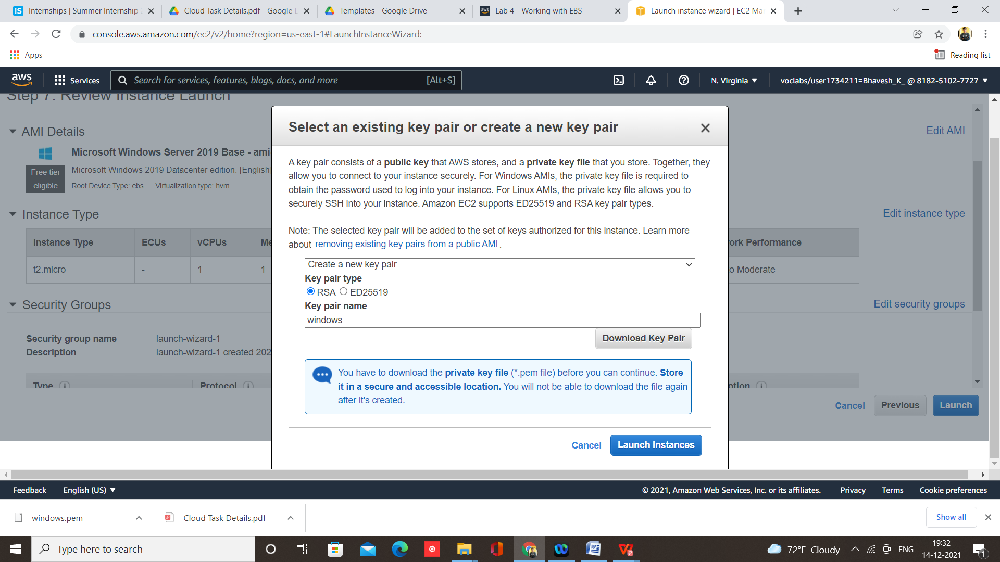 Internships | Summer Internship
Cloud Task Details.pdf - Google D
Templates - Google Drive
aws
Lab 4 - Working with EBS
Launch instance wizard | EC2 Ma
console.aws.amazon.com/ec2/v2/home?region=us-east-1#LaunchInstanceWizard:
Apps
Reading list
aws
Services
Search for services, features, blogs, docs, and more
[Alt+S]
N. Virginia
voclabs/user1734211=Bhavesh_K_ @ 8182-5102-7727
Step 7: Review Instance Launch
AMI Details
Edit AMI
Microsoft Windows Server 2019 Base - ami-
Free tier
eligible
Microsoft Windows 2019 Datacenter edition. [English]
Root Device Type: ebs Virtualization type: hvm
Instance Type
Edit instance type
Instance Type ECUs vCPUs Me
ork Performance
t2.micro - 1 1
o Moderate
Security Groups
Edit security groups
Security group name launch-wizard-1
Description launch-wizard-1 created 202
Type Protocol
ption
Cancel Previous Launch
Select an existing key pair or create a new key pair
A key pair consists of a public key that AWS stores, and a private key file that you store. Together, they
allow you to connect to your instance securely. For Windows AMIs, the private key file is required to
obtain the password used to log into your instance. For Linux AMIs, the private key file allows you to
securely SSH into your instance. Amazon EC2 supports ED25519 and RSA key pair types.
Note: The selected key pair will be added to the set of keys authorized for this instance. Learn more
about removing existing key pairs from a public AMI .
Create a new key pair
Key pair type
RSA ED25519
Key pair name
windows
Download Key Pair
You have to download the private key file (*.pem file) before you can continue. Store
it in a secure and accessible location. You will not be able to download the file again
after it's created.
Cancel Launch Instances
Feedback English (US)
© 2021, Amazon Web Services, Inc. or its affiliates. Privacy Terms Cookie preferences
windows.pem
Cloud Task Details.pdf
Show all
Type here to search
72°F Cloudy
ENG
19:32
14-12-2021
1